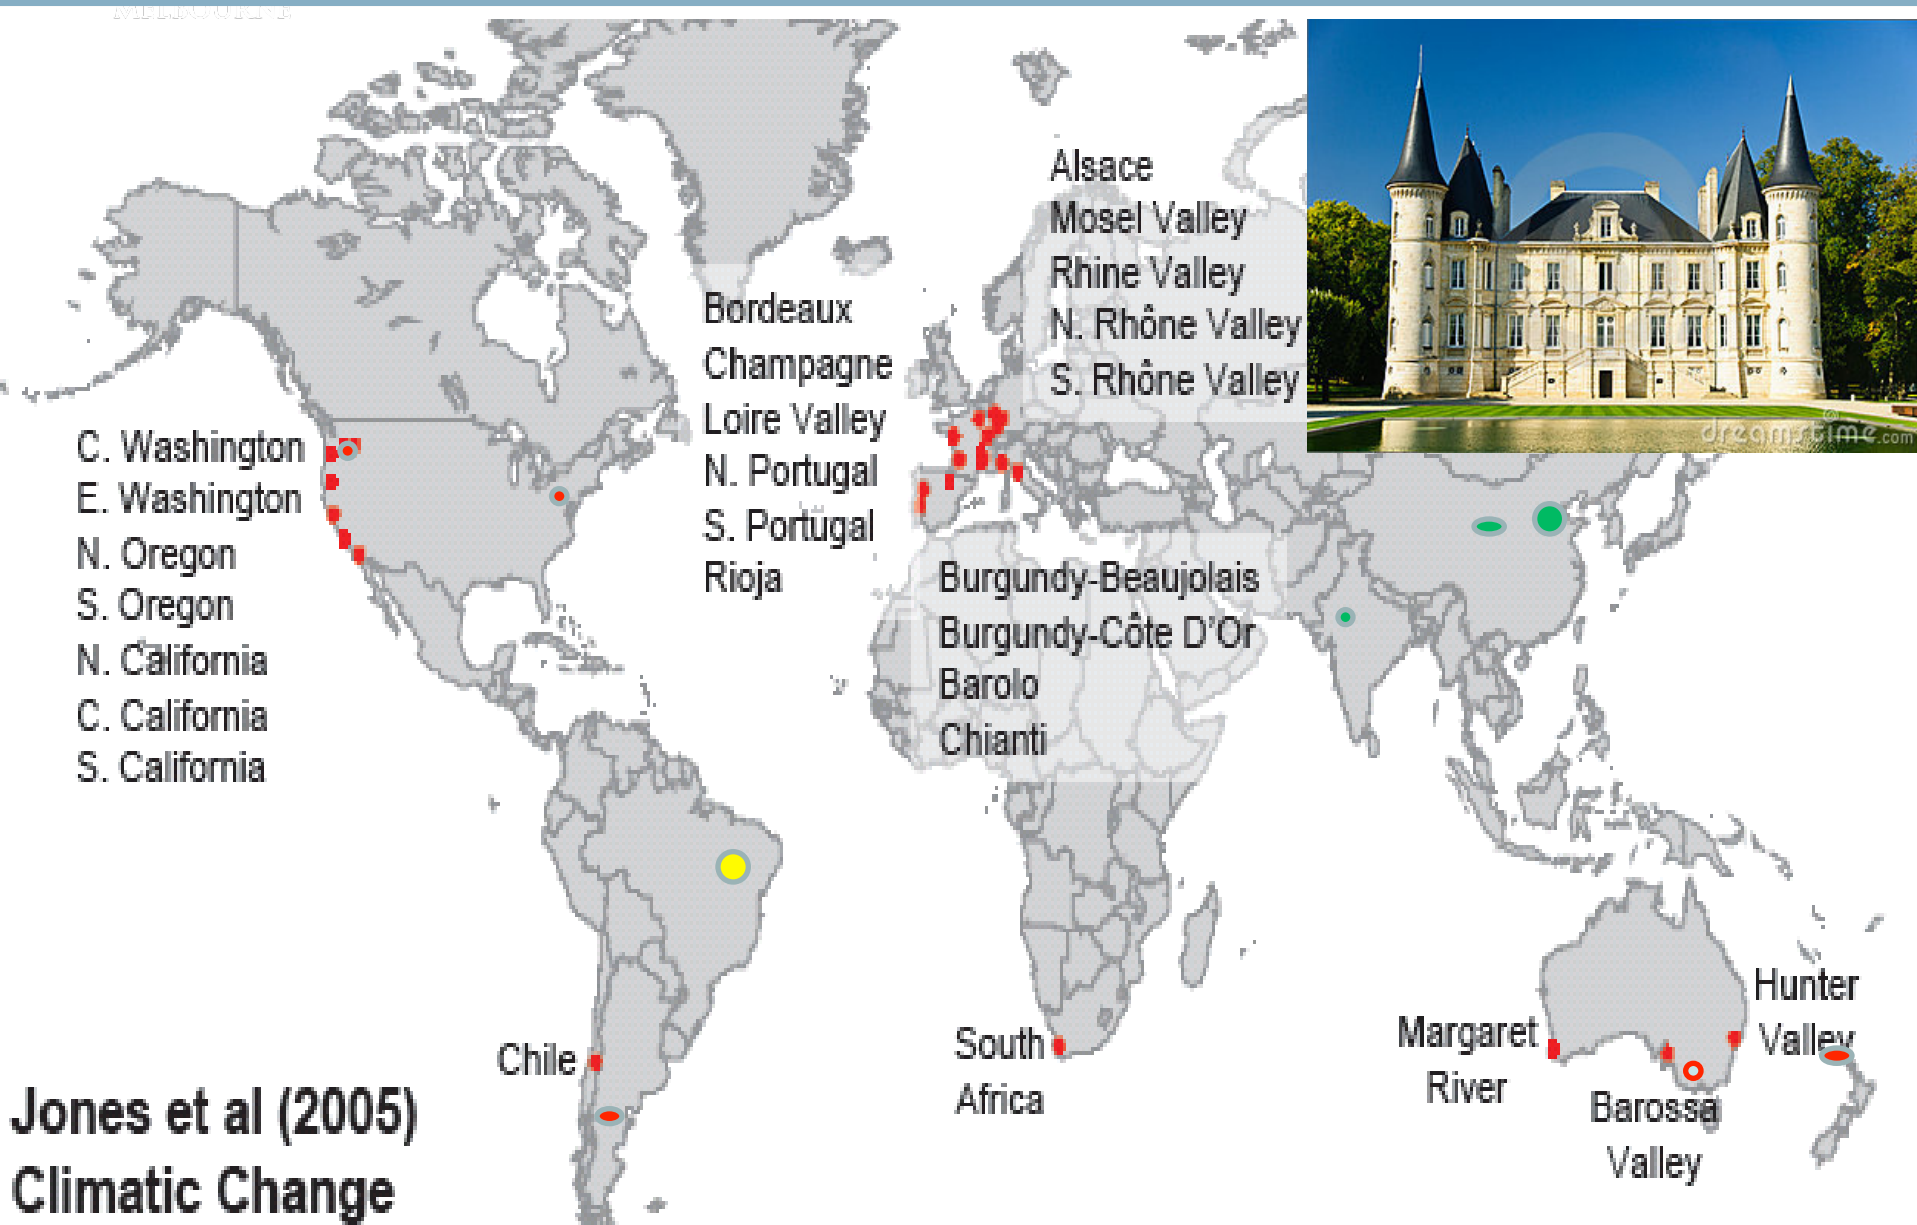 MELBOURNE
Alsace
Mosel Valley
Rhine Valley
N. Rhône Valley
S. Rhône Valley
Bordeaux
Champagne
Loire Valley
N. Portugal
S. Portugal
Rioja
dreamstime.com
C. Washington
E. Washington
N. Oregon
S. Oregon
N. California
C. California
S. California
Burgundy-Beaujolais
Burgundy-Côte D'Or
Barolo
Chianti
Chile
South
Africa
Margaret
River
Hunter
Valley
Barossa
Valley
Jones et al (2005)
Climatic Change